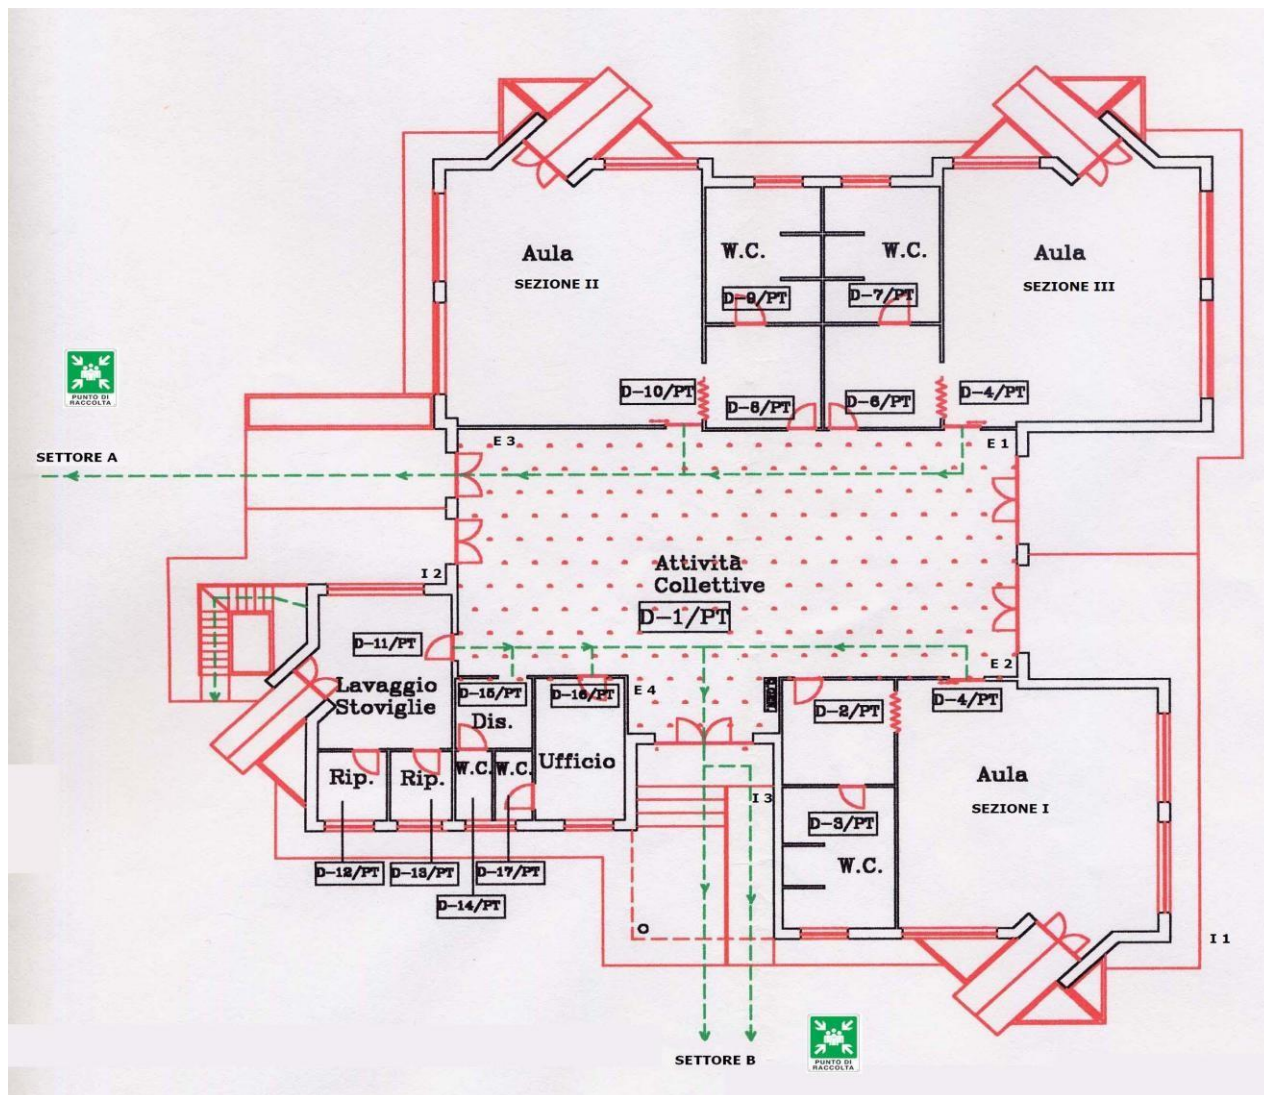 Aula
SEZIONE II
W.C.
W.C.
Aula
SEZIONE III
D-9/PT
D-7/PT
PUNTO DI
RACCOLTA
D-10/PT
D-8/PT
D-6/PT
D-4/PT
SETTORE A
E 3
E 1
Attività
Collettive
D-1/PT
I 2
D-11/PT
E 2
Lavaggio
Stoviglie
D-15/PT
D-16/PT
E 4
D-2/PT
D-4/PT
Dis.
Ufficio
Rip.
Rip.
W.C.
W.C.
Aula
SEZIONE I
I 3
D-3/PT
W.C.
D-12/PT
D-13/PT
D-17/PT
D-14/PT
I 1
SETTORE B
PUNTO DI
RACCOLTA